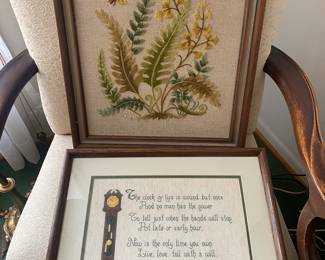 The clock of life is wound but once
And no man has the power
To tell just when the hands will stop
At late or early hour.
Now is the only time you own
Live, love, toil with a will.